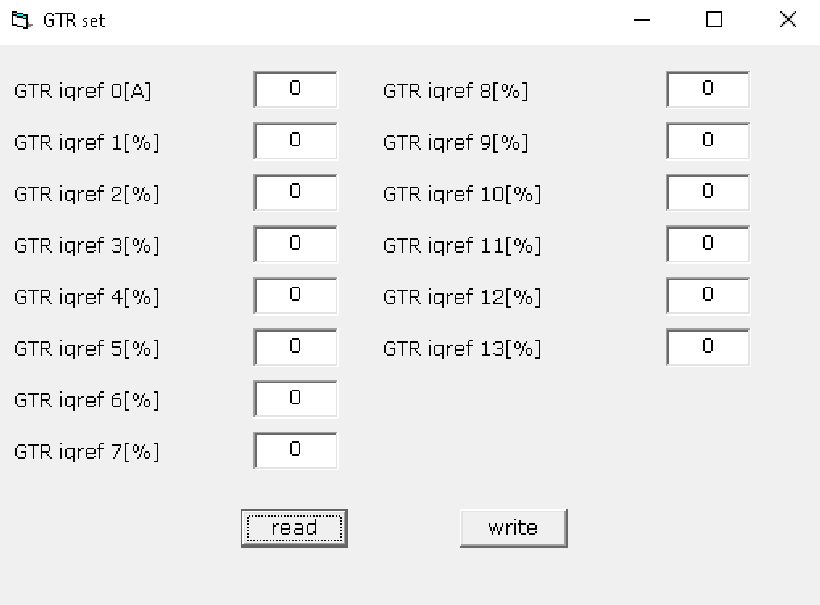 GTR set
GTR iqref 0[A] 0 GTR iqref 8[%] 0
GTR iqref 1[%] 0 GTR iqref 9[%] 0
GTR iqref 2[%] 0 GTR iqref 10[%] 0
GTR iqref 3[%] 0 GTR iqref 11[%] 0
GTR iqref 4[%] 0 GTR iqref 12[%] 0
GTR iqref 5[%] 0 GTR iqref 13[%] 0
GTR iqref 6[%] 0
GTR iqref 7[%] 0
read write